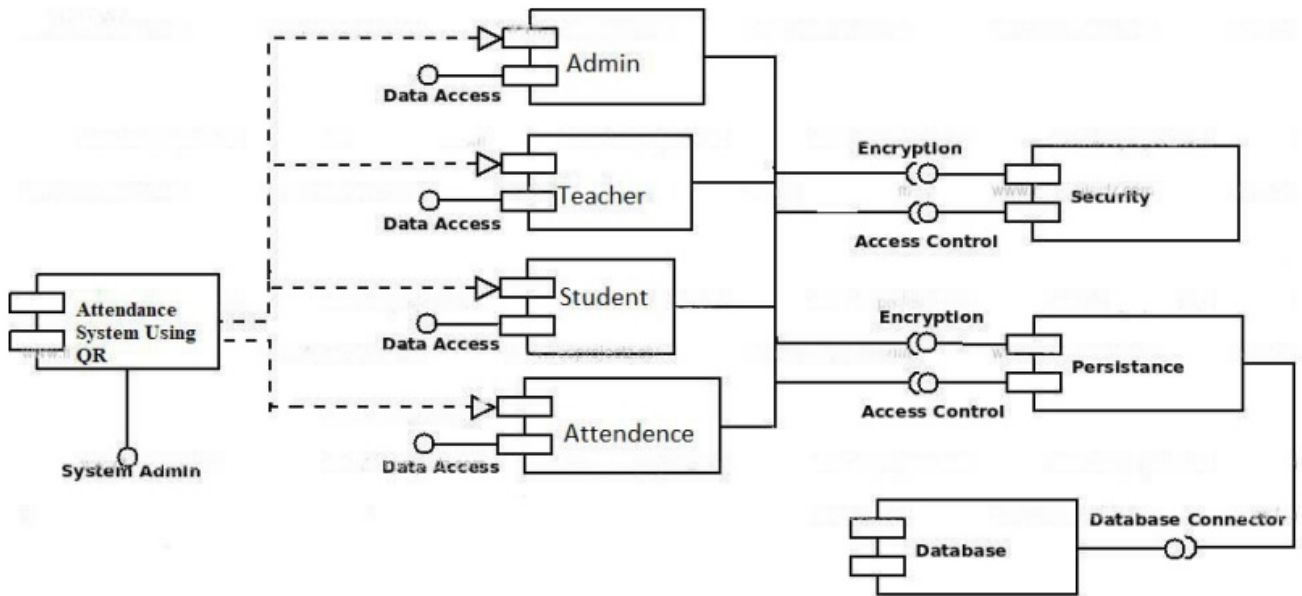 Admin
Data Access
Encryption
Teacher
Security
Data Access
Access Control
Attendance
System Using
QR
Student
Data Access
Encryption
Persistance
Access Control
Attendence
Data Access
System Admin
Database Connector
Database